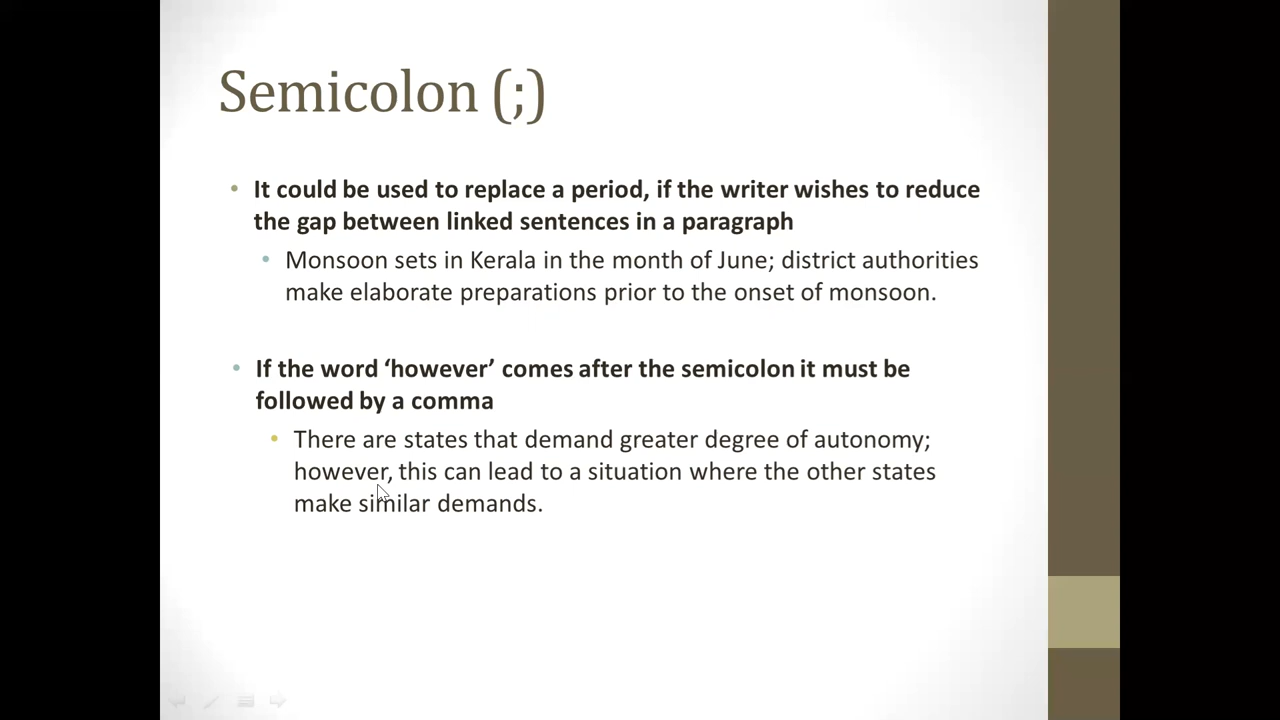 Semicolon (;)
• It could be used to replace a period, if the writer wishes to reduce
the gap between linked sentences in a paragraph
• Monsoon sets in Kerala in the month of June; district authorities
make elaborate preparations prior to the onset of monsoon.
• If the word ‘however’ comes after the semicolon it must be
followed by a comma
• There are states that demand greater degree of autonomy;
however, this can lead to a situation where the other states
make similar demands.